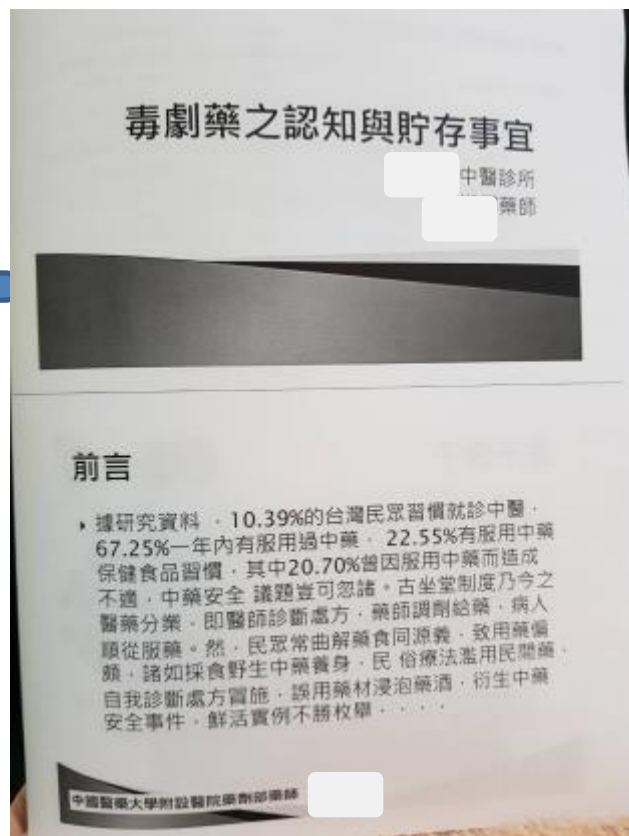 毒劇藥之認知與貯存事宜
中醫診所
藥師
前言
據研究資料,10.39%的台灣民眾習慣就診中醫,
67.25%一年內有服用過中藥,22.55%有服用中藥
保健食品習慣,其中20.70%曾因服用中藥而造成
不適,中藥安全 議題豈可忽諸。古坐堂制度乃今之
醫藥分業,即醫師診斷處方,藥師調劑給藥,病人
順從服藥。然,民眾常曲解藥食同源義,致用藥偏
頗,諸如採食野生中藥養身,民 俗療法濫用民間藥,
自我診斷處方冒施,誤用藥材浸泡藥酒,衍生中藥
安全事件,鮮活實例不勝枚舉....
中國醫藥大學附設醫院藥劑部藥師